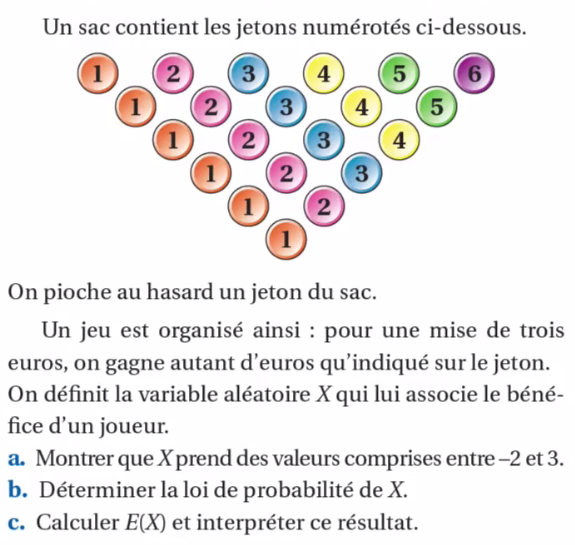 Un sac contient les jetons numérotés ci-dessous.
1 2 3 4 5 6
1 2 3 4 5
1 2 3 4
1 2 3
1 2
1
On pioche au hasard un jeton du sac.
Un jeu est organisé ainsi : pour une mise de trois
euros, on gagne autant d'euros qu'indiqué sur le jeton.
On définit la variable aléatoire X qui lui associe le béné-
fice d'un joueur.
a. Montrer que X prend des valeurs comprises entre –2 et 3.
b. Déterminer la loi de probabilité de X.
c. Calculer E(X) et interpréter ce résultat.